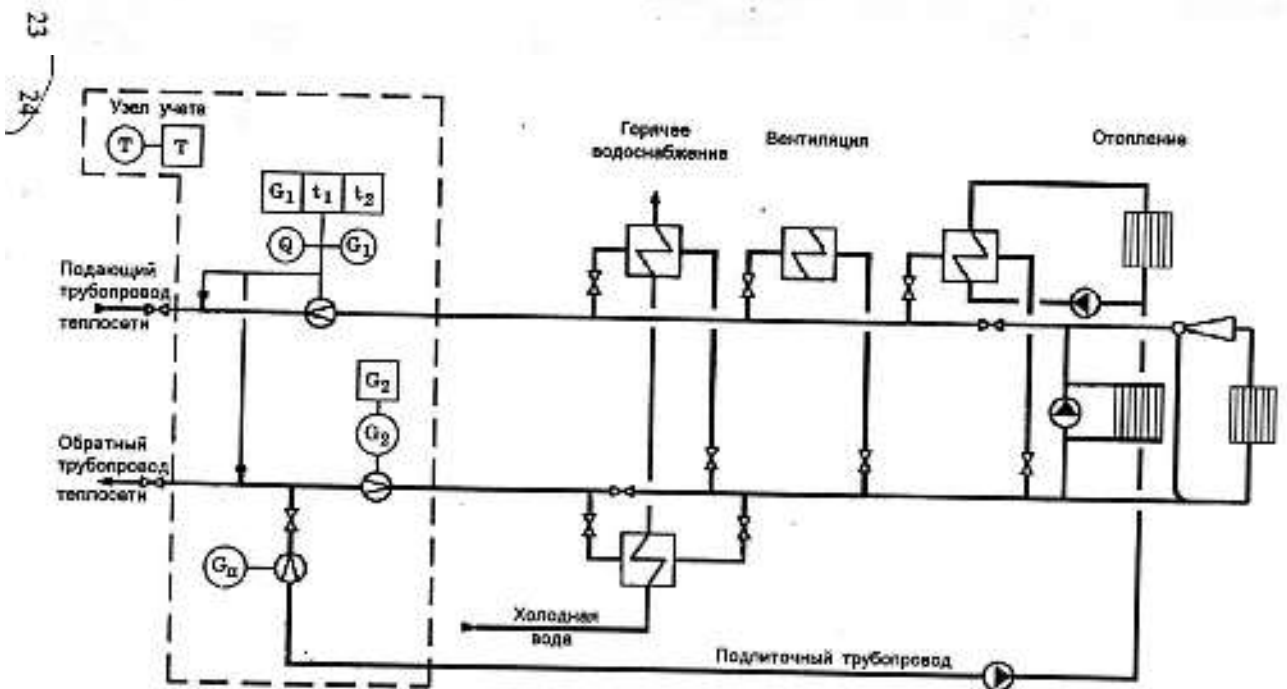 23
24
Узел учета
T
T
G1 t1 t2
Q
G1
Подающий
трубопровод
теплосети
G2
G2
Обратный
трубопровод
теплосети
Gп
Горячее
водоснабжение
Вентиляция
Отопление
Холодная
вода
Подпиточный трубопровод